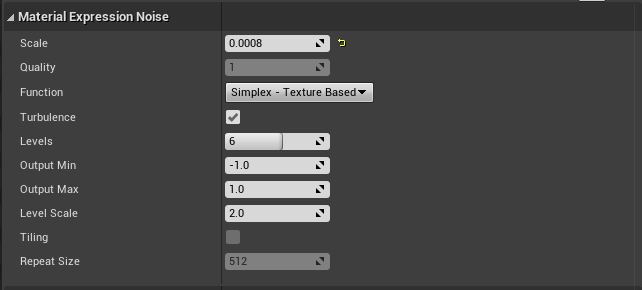 Material Expression Noise
Scale 0.0008
Quality 1
Function Simplex - Texture Based
Turbulence
Levels 6
Output Min -1.0
Output Max 1.0
Level Scale 2.0
Tiling
Repeat Size 512